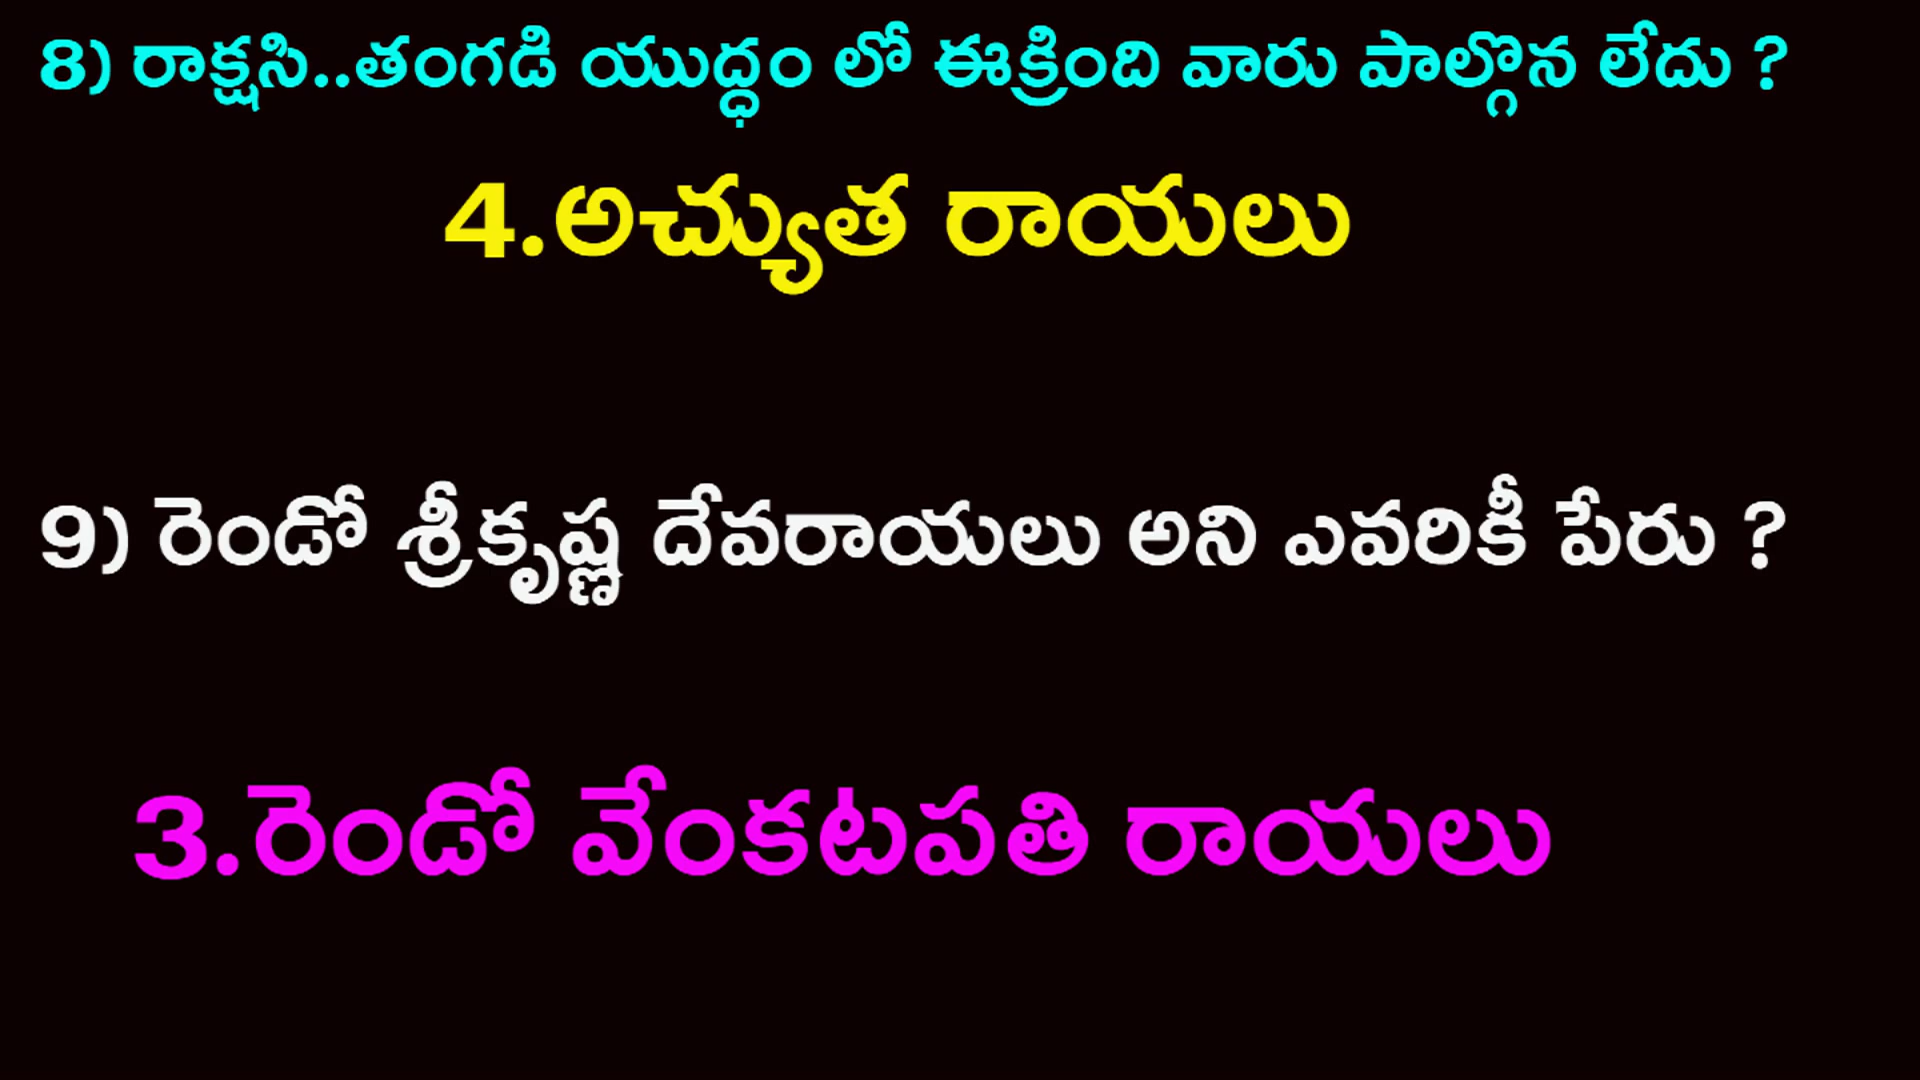 8) రాక్షసి..తంగడి యుద్ధం లో ఈక్రింది వారు పాల్గొన లేదు ?
4.అచ్యుత రాయలు
9) రెండో శ్రీకృష్ణ దేవరాయలు అని ఎవరికీ పేరు ?
3.రెండో వేంకటపతి రాయలు